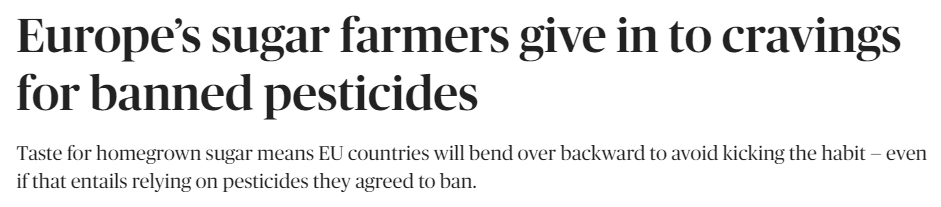 Europe’s sugar farmers give in to cravings
for banned pesticides
Taste for homegrown sugar means EU countries will bend over backward to avoid kicking the habit – even
if that entails relying on pesticides they agreed to ban.